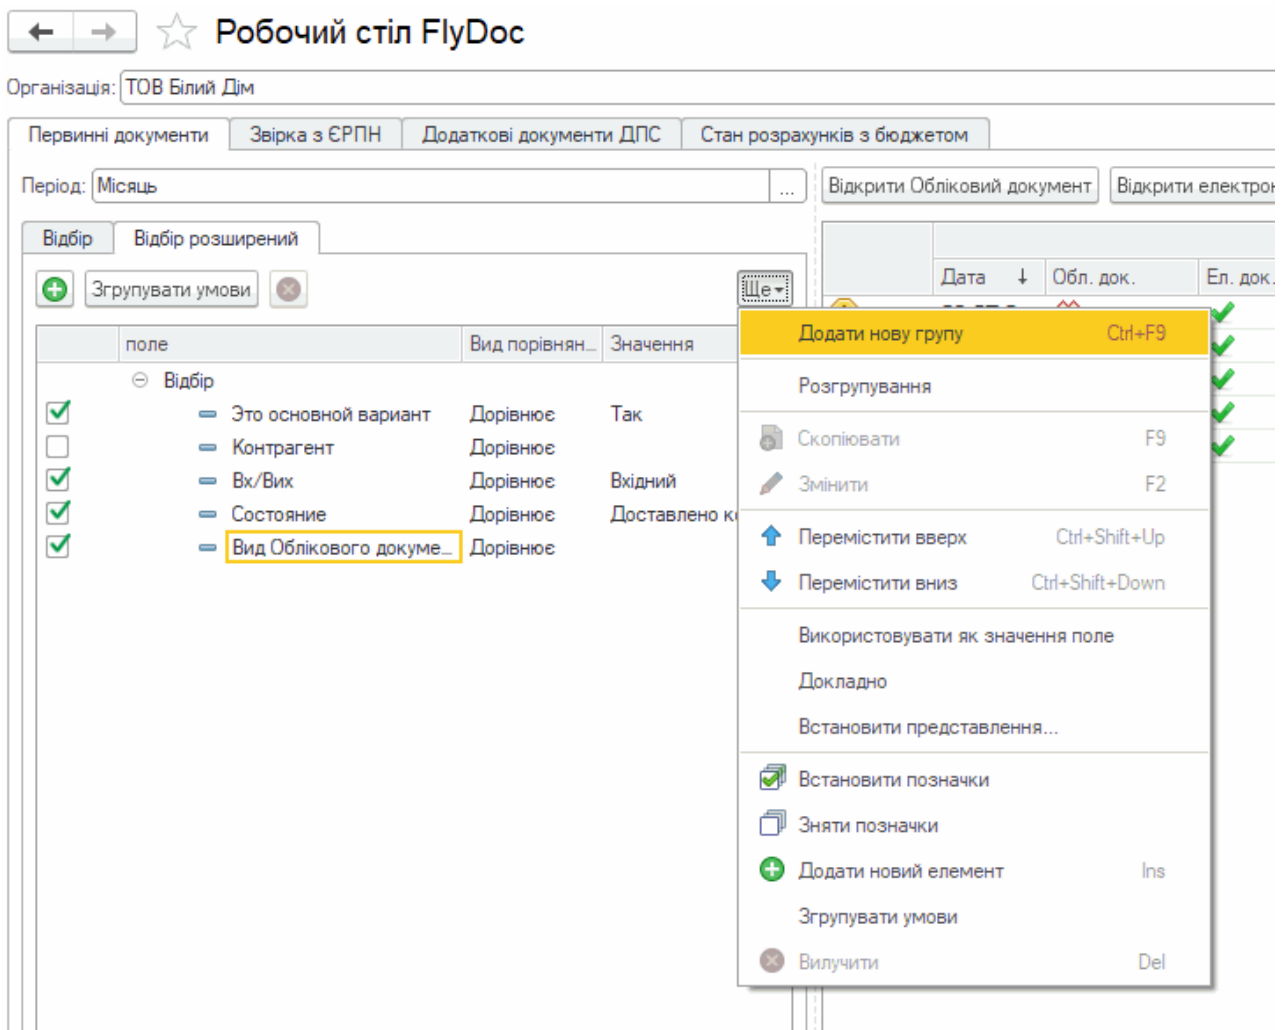 Робочий стіл FlyDoc
Організація: ТОВ Білий Дім
Первинні документи Звірка з ЄРПН Додаткові документи ДПС Стан розрахунків з бюджетом
Період: Місяць ... Відкрити Обліковий документ Відкрити електрон
Відбір Відбір розширений
Згрупувати умови Ще
Дата ↓ Обл. док. Ел. док.
поле Вид порівнян... Значення
Відбір
Это основной вариант Дорівнює Так
Контрагент Дорівнює
Вх/Вих Дорівнює Вхідний
Состояние Дорівнює Доставлено
Вид Облікового докуме... Дорівнює
Додати нову групу Ctrl+F9
Розгрупування
Скопіювати F9
Змінити F2
Перемістити вверх Ctrl+Shift+Up
Перемістити вниз Ctrl+Shift+Down
Використовувати як значення поле
Докладно
Встановити представлення...
Встановити позначки
Зняти позначки
Додати новий елемент Ins
Згрупувати умови
Вилучити Del